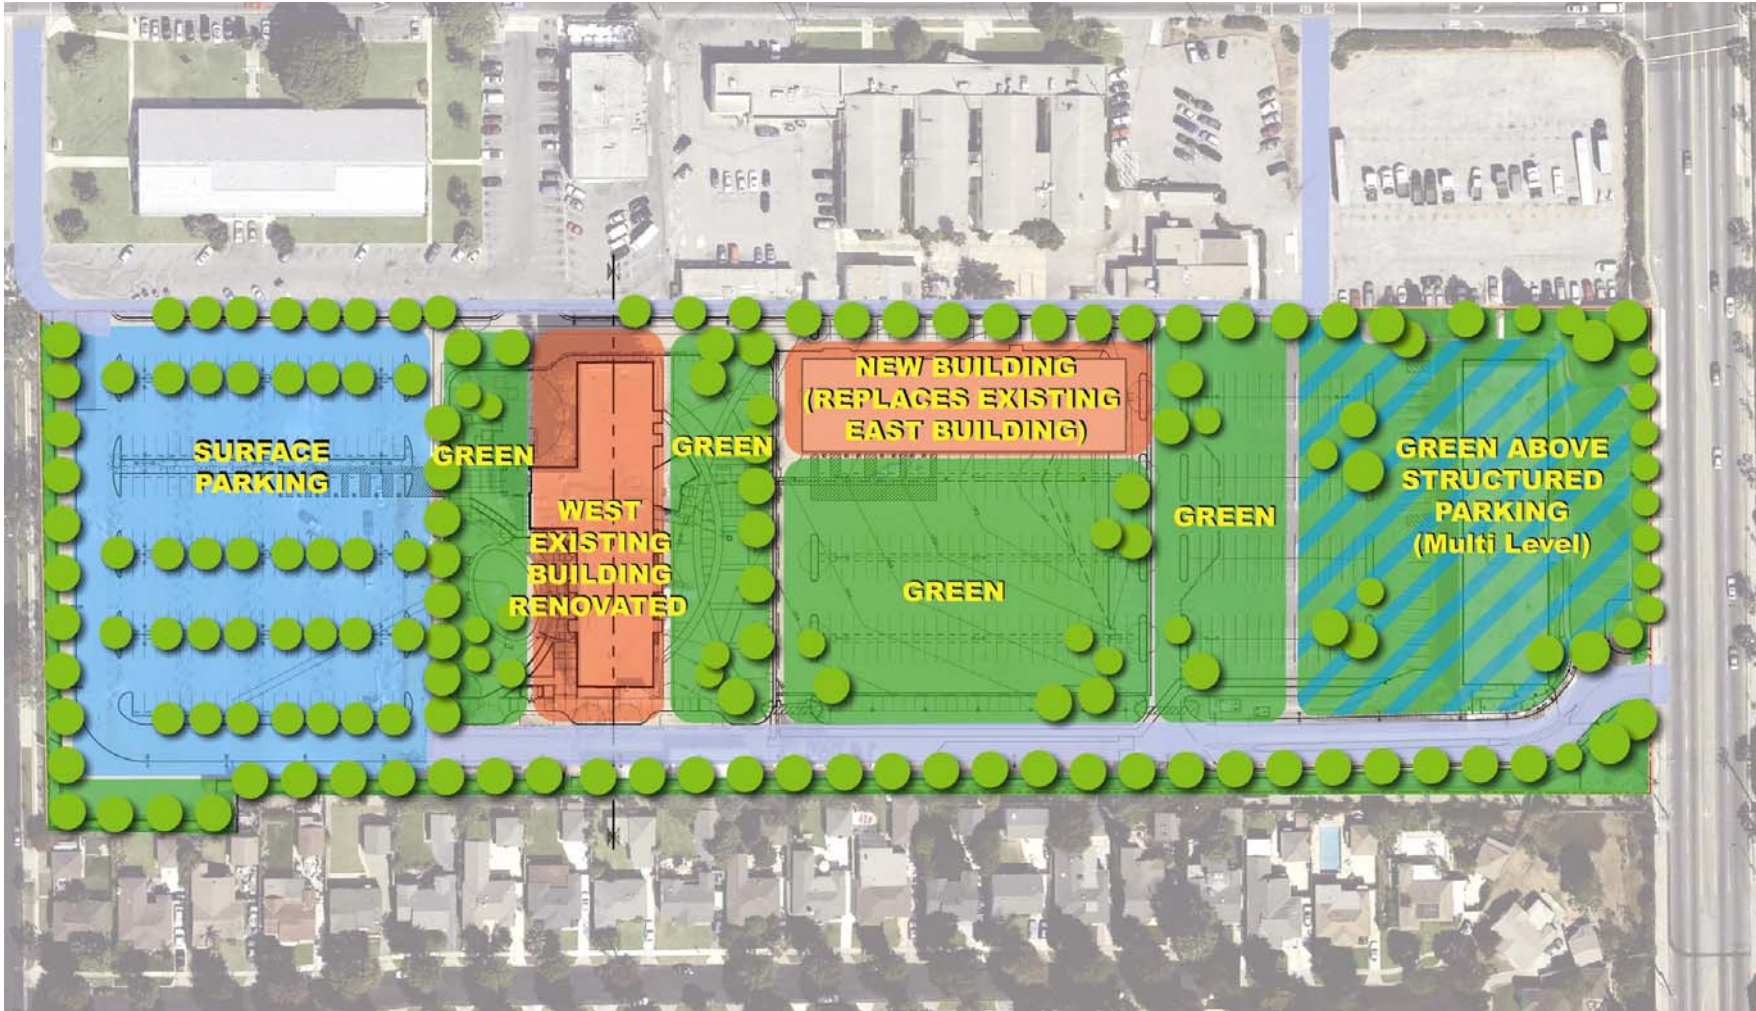 SURFACE
PARKING
GREEN
WEST
EXISTING
BUILDING
RENOVATED
GREEN
NEW BUILDING
(REPLACES EXISTING
EAST BUILDING)
GREEN
GREEN
GREEN ABOVE
STRUCTURED
PARKING
(Multi Level)